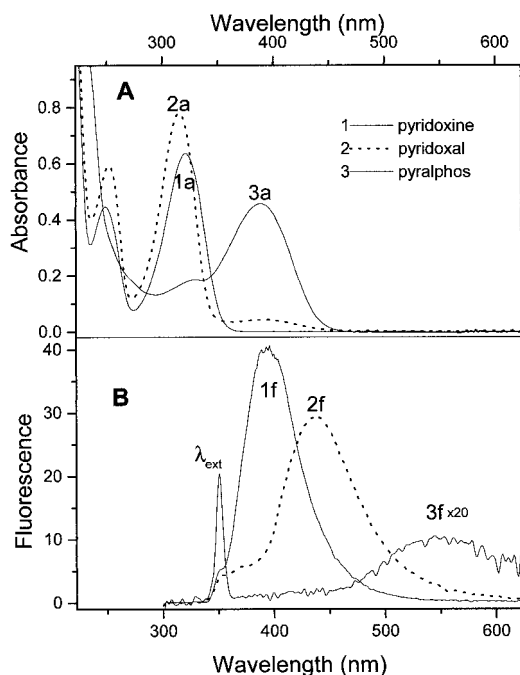 Wavelength (nm)
300 400 500 600
A
2a
1a
3a
1 pyridoxine
2 pyridoxal
3 pyralphos
Absorbance
0.8
0.6
0.4
0.2
0.0
B
1f
2f
3f x20
λext
Fluorescence
40
30
20
10
0
300 400 500 600
Wavelength (nm)